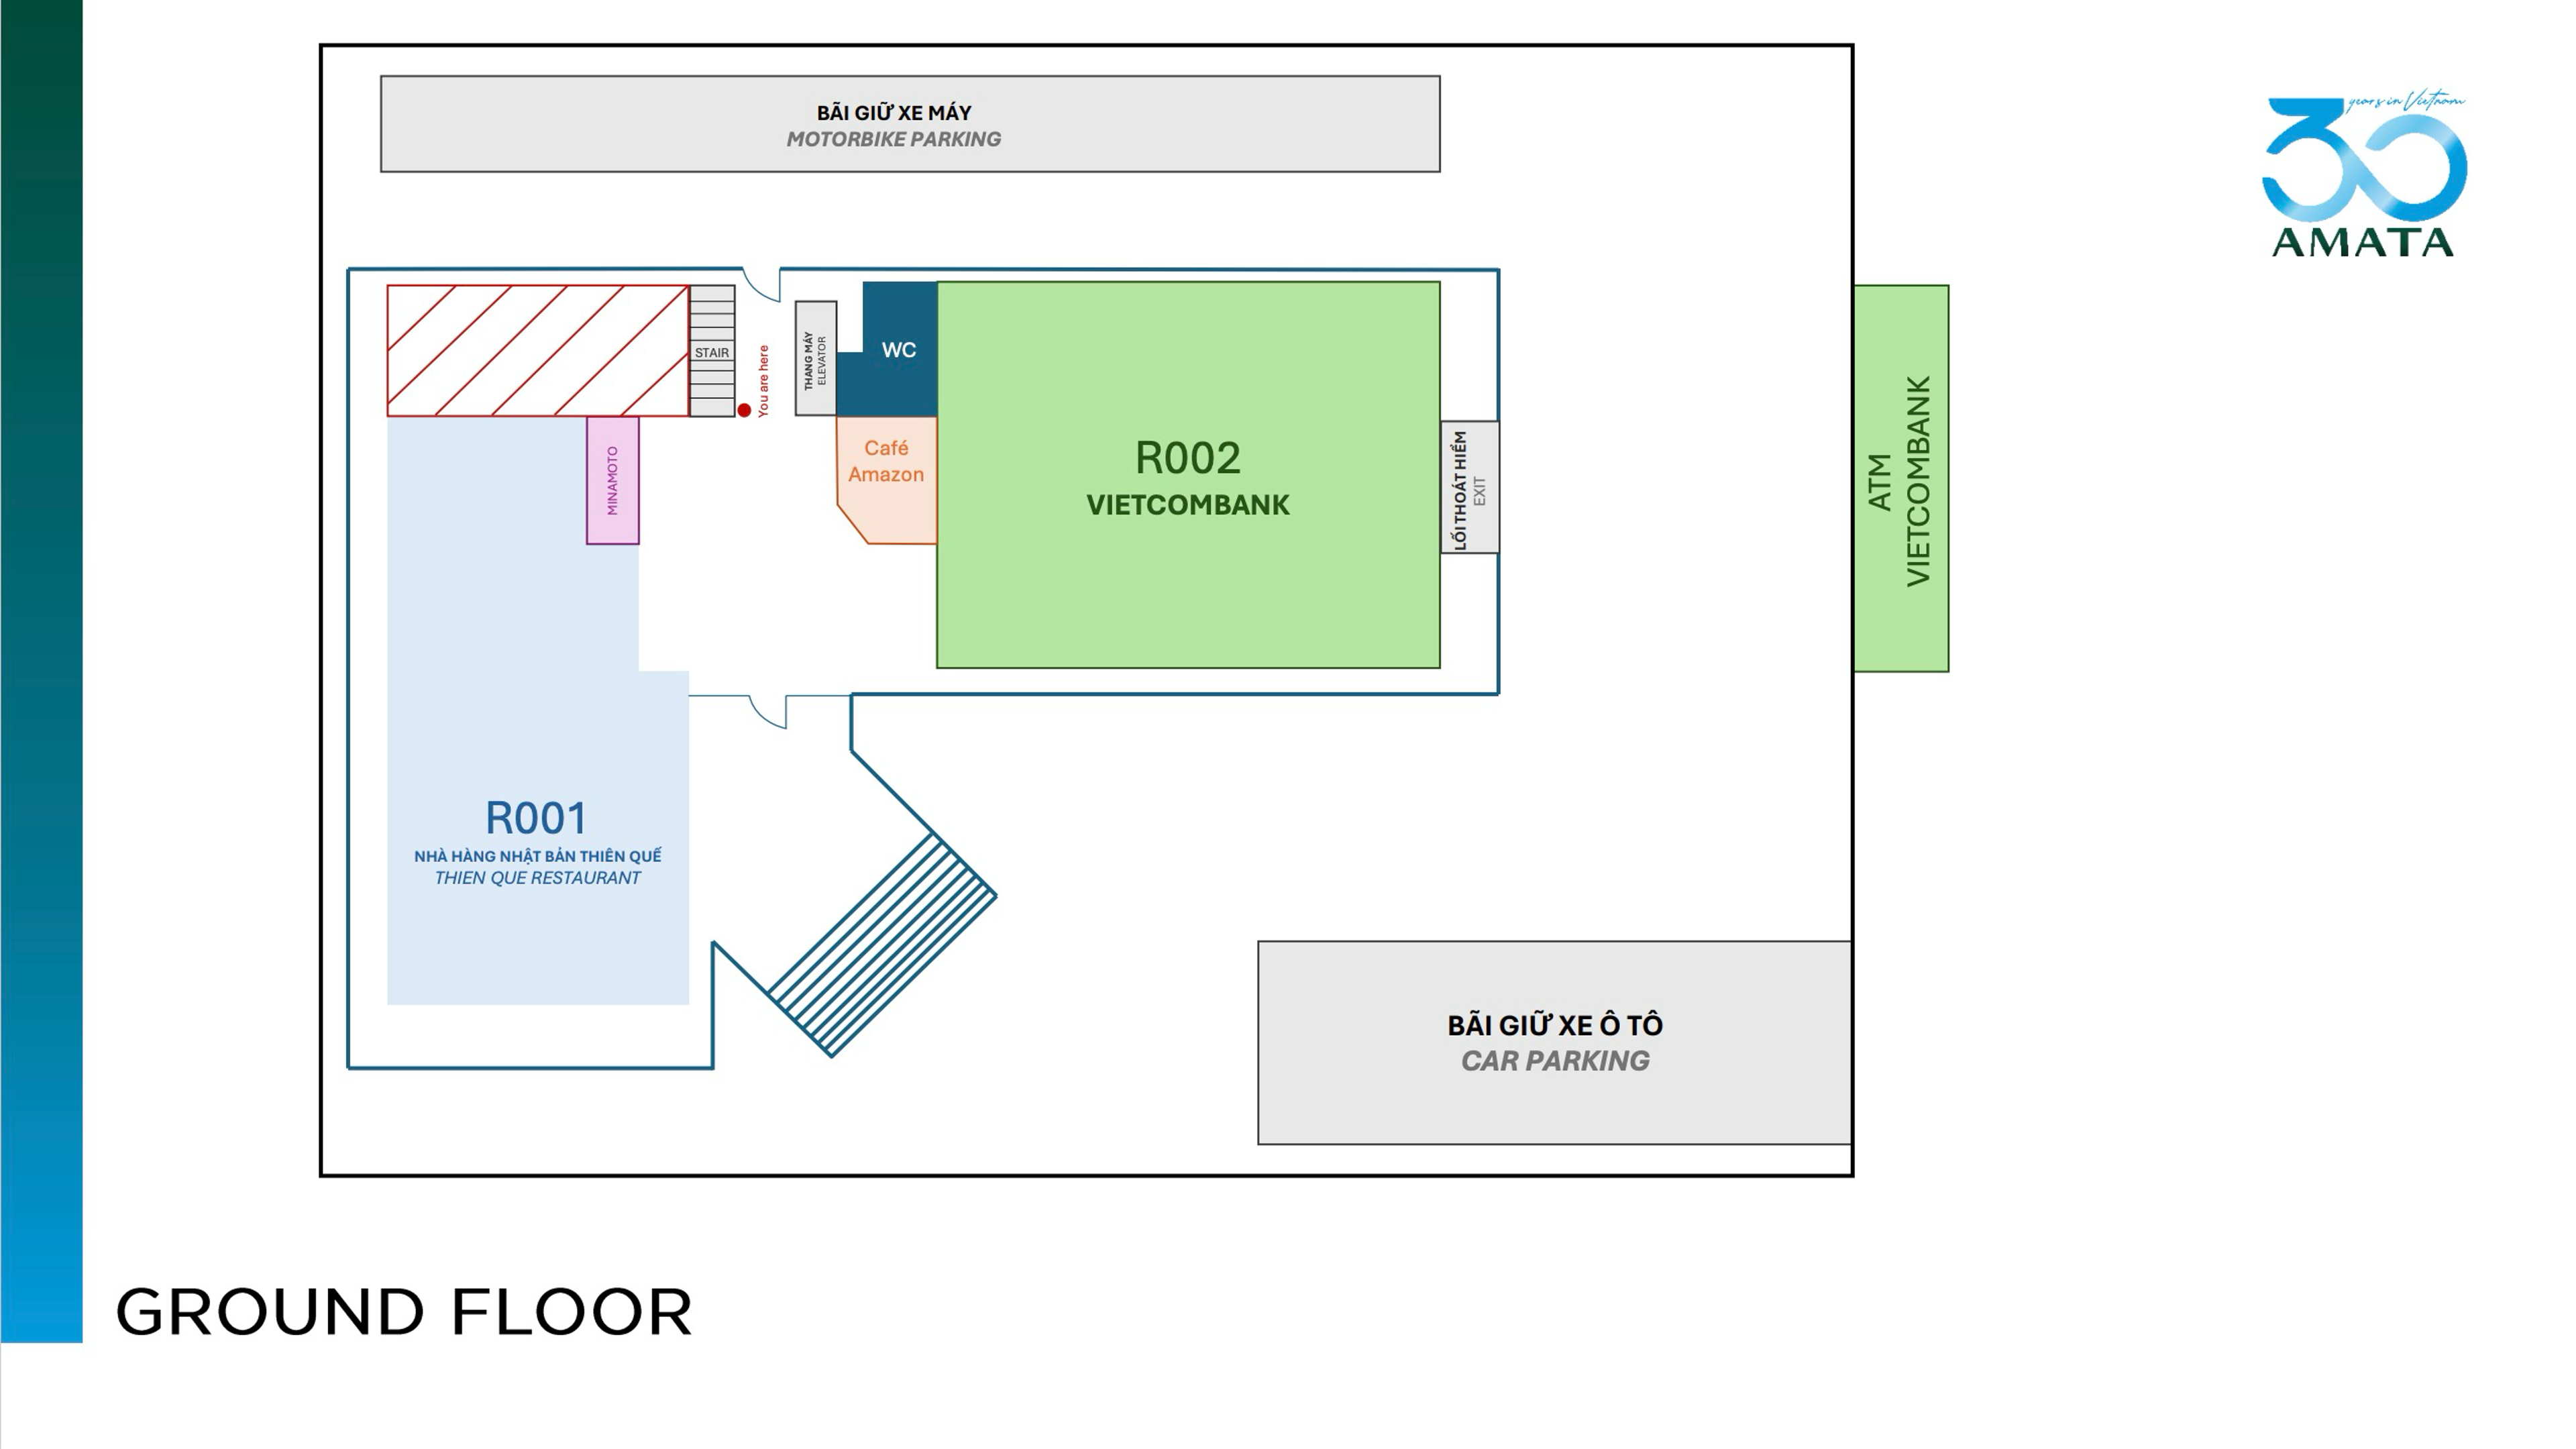 BÃI GIỮ XE MÁY
MOTORBIKE PARKING
years in Vietnam
30
AMATA
STAIR
You are here
THANG MÁY
ELEVATOR
WC
MINAMOTO
Café
Amazon
R002
VIETCOMBANK
LỐI THOÁT HIỂM
EXIT
ATM
VIETCOMBANK
R001
NHÀ HÀNG NHẬT BẢN THIÊN QUẾ
THIEN QUE RESTAURANT
BÃI GIỮ XE Ô TÔ
CAR PARKING
GROUND FLOOR